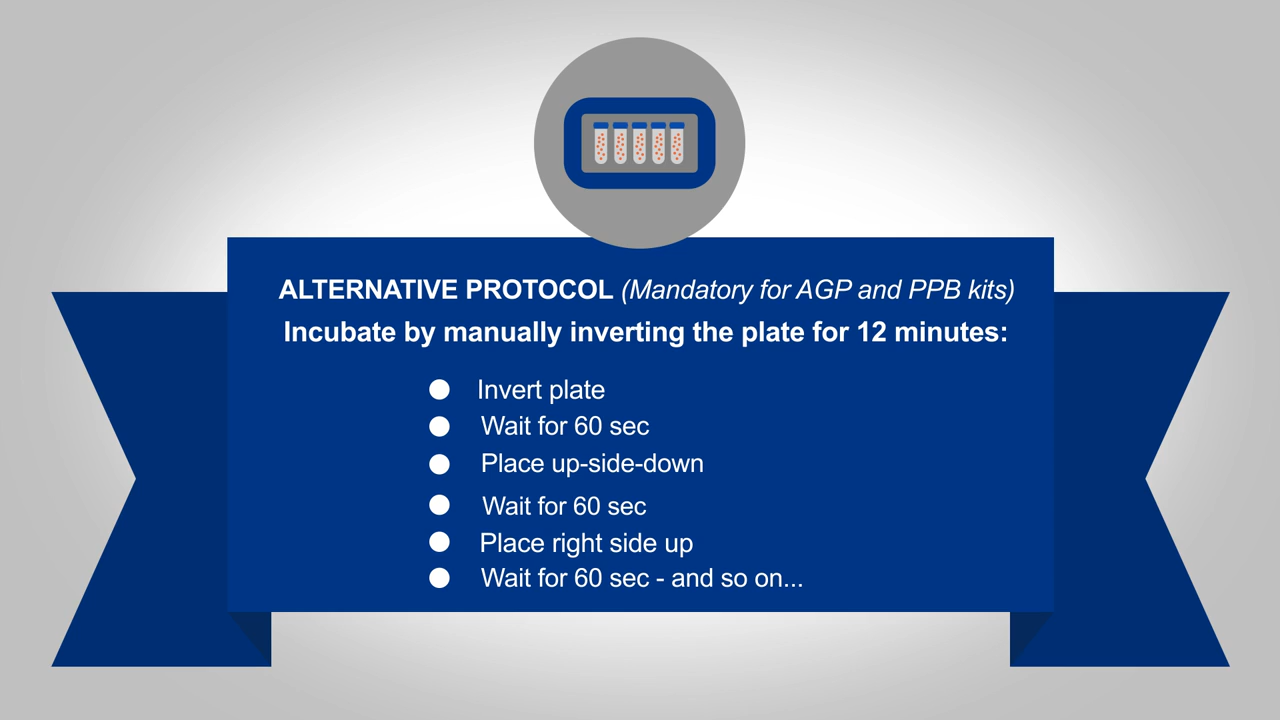 ALTERNATIVE PROTOCOL (Mandatory for AGP and PPB kits)
Incubate by manually inverting the plate for 12 minutes:
● Invert plate
● Wait for 60 sec
● Place up-side-down
● Wait for 60 sec
● Place right side up
● Wait for 60 sec - and so on...